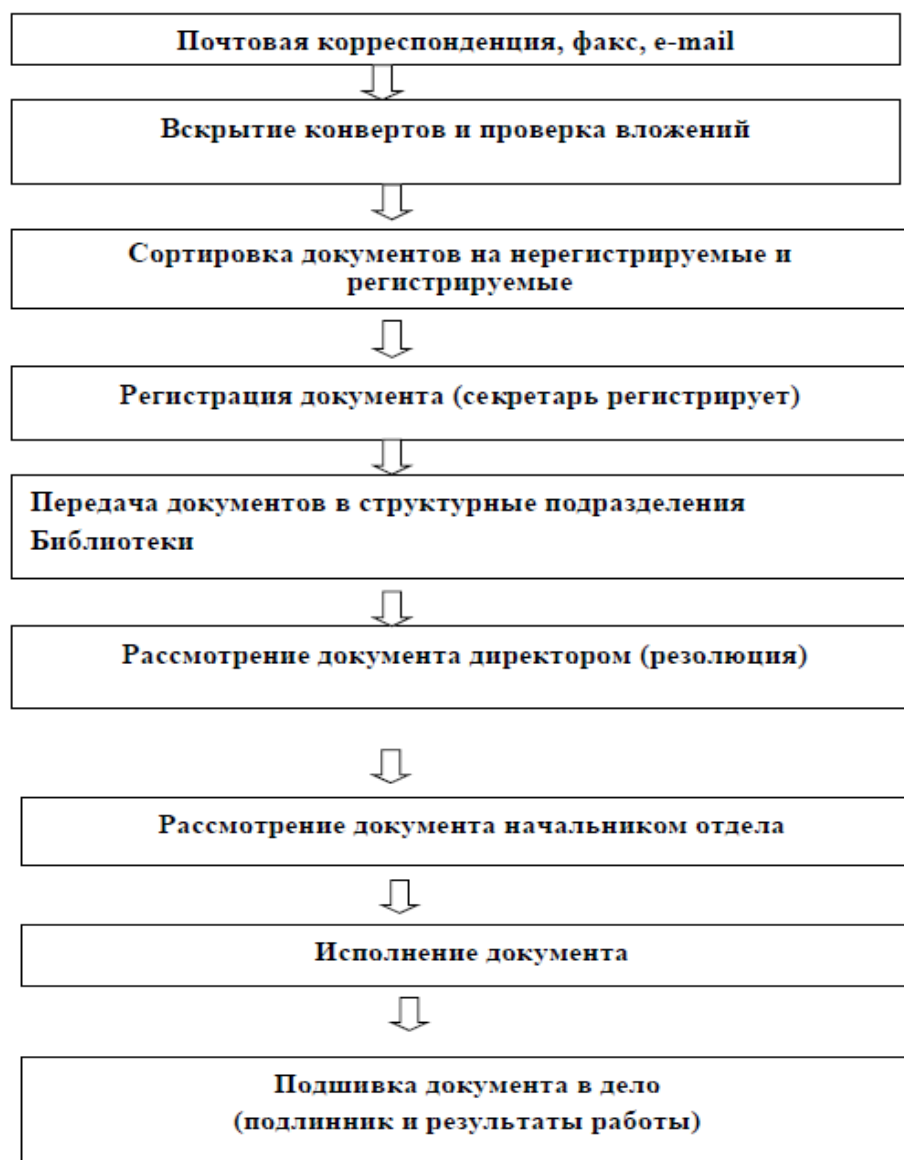 Почтовая корреспонденция, факс, e-mail
Вскрытие конвертов и проверка вложений
Сортировка документов на нерегистрируемые и
регистрируемые
Регистрация документа (секретарь регистрирует)
Передача документов в структурные подразделения
Библиотеки
Рассмотрение документа директором (резолюция)
Рассмотрение документа начальником отдела
Исполнение документа
Подшивка документа в дело
(подлинник и результаты работы)